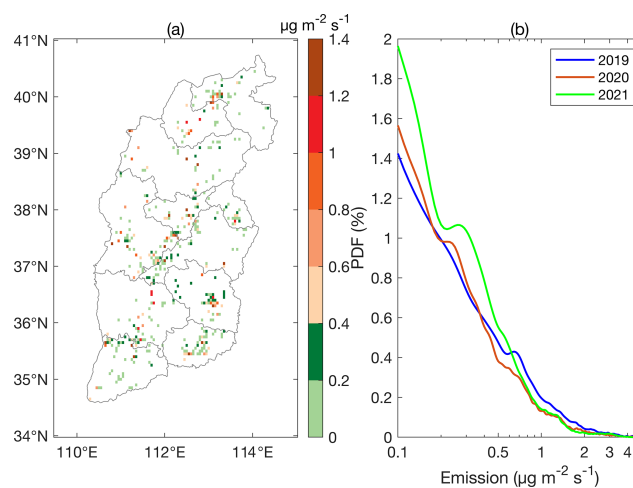 (a)
µg m⁻² s⁻¹
(b)
41°N
40°N
39°N
38°N
37°N
36°N
35°N
34°N
110°E
112°E
114°E
1.4
1.2
1
0.8
0.6
0.4
0.2
0
PDF (%)
2
1.8
1.6
1.4
1.2
1
0.8
0.6
0.4
0.2
0
2019
2020
2021
0.1
0.5
1
2
3
4
Emission (µg m⁻² s⁻¹)